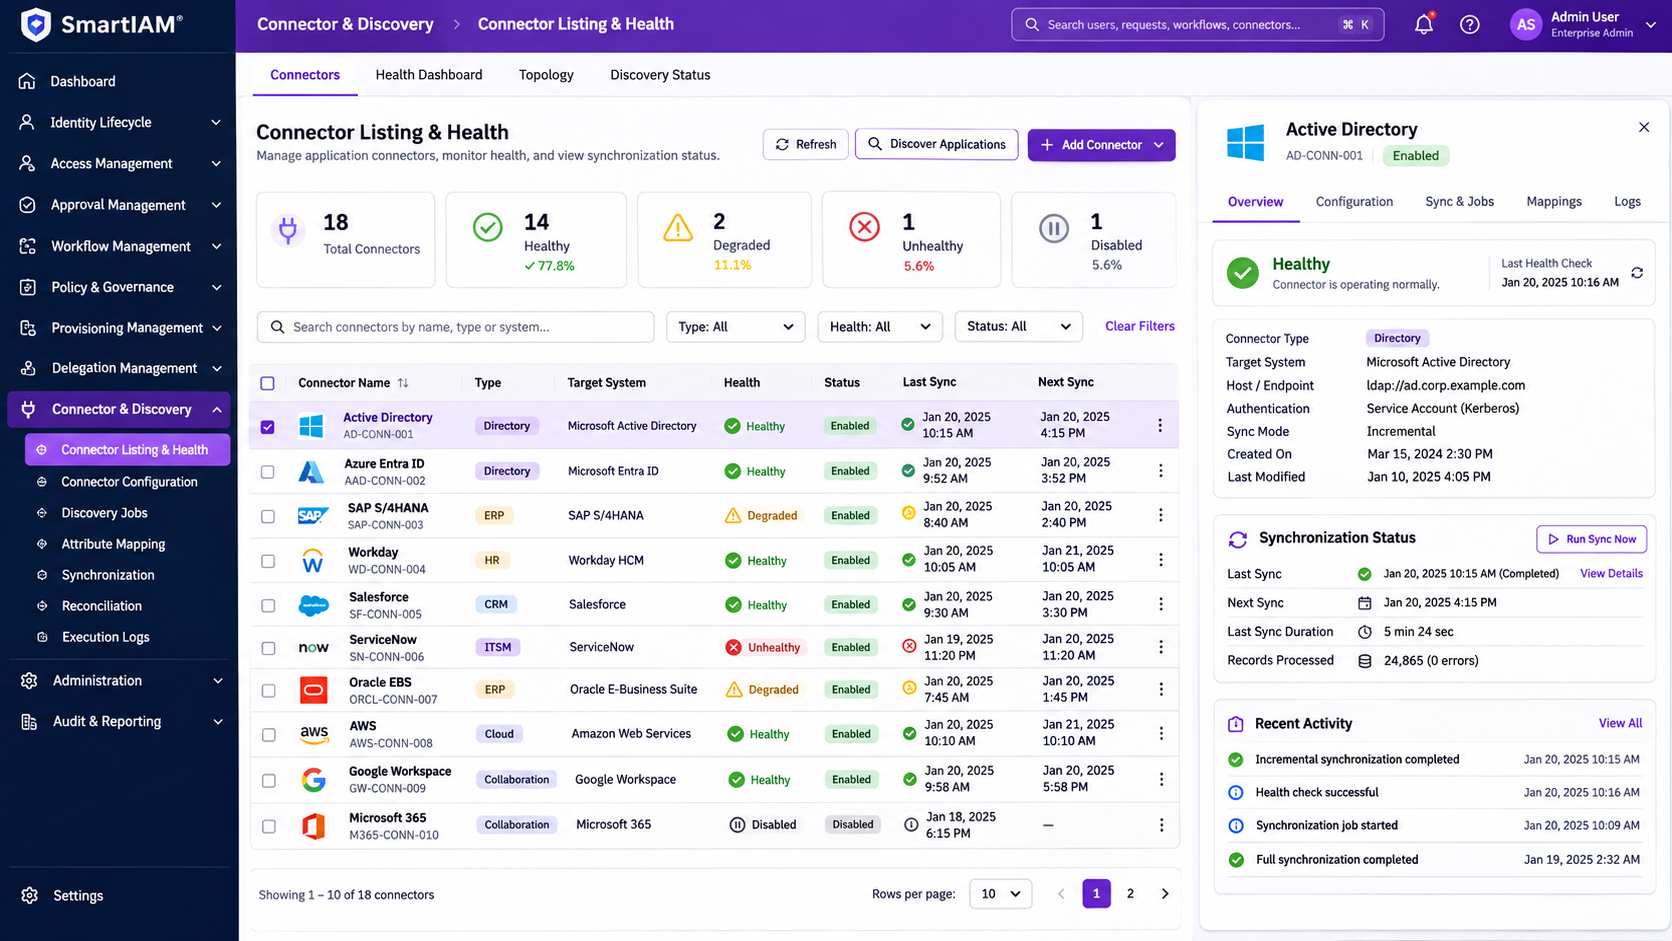 SmartIAM®
Dashboard
Identity Lifecycle
Access Management
Approval Management
Workflow Management
Policy & Governance
Provisioning Management
Delegation Management
Connector & Discovery
Connector Listing & Health
Connector Configuration
Discovery Jobs
Attribute Mapping
Synchronization
Reconciliation
Execution Logs
Administration
Audit & Reporting
Settings
Connector & Discovery > Connector Listing & Health
Search users, requests, workflows, connectors... ⌘ K
AS
Admin User
Enterprise Admin
Connectors Health Dashboard Topology Discovery Status
Connector Listing & Health
Manage application connectors, monitor health, and view synchronization status.
Refresh Discover Applications + Add Connector
18
Total Connectors
14
Healthy
77.8%
2
Degraded
11.1%
1
Unhealthy
5.6%
1
Disabled
5.6%
Search connectors by name, type or system...
Type: All Health: All Status: All Clear Filters
Connector Name Type Target System Health Status Last Sync Next Sync
Active Directory
AD-CONN-001
Directory Microsoft Active Directory Healthy Enabled
Jan 20, 2025
10:15 AM
Jan 20, 2025
4:15 PM
Azure Entra ID
AAD-CONN-002
Directory Microsoft Entra ID Healthy Enabled
Jan 20, 2025
9:52 AM
Jan 20, 2025
3:52 PM
SAP
SAP S/4HANA
SAP-CONN-003
ERP SAP S/4HANA Degraded Enabled
Jan 20, 2025
8:40 AM
Jan 20, 2025
2:40 PM
Workday
WD-CONN-004
HR Workday HCM Healthy Enabled
Jan 20, 2025
10:05 AM
Jan 21, 2025
10:05 AM
Salesforce
SF-CONN-005
CRM Salesforce Healthy Enabled
Jan 20, 2025
9:30 AM
Jan 20, 2025
3:30 PM
now
ServiceNow
SN-CONN-006
ITSM ServiceNow Unhealthy Enabled
Jan 19, 2025
11:20 PM
Jan 20, 2025
11:20 AM
Oracle EBS
ORCL-CONN-007
ERP Oracle E-Business Suite Degraded Enabled
Jan 20, 2025
7:45 AM
Jan 20, 2025
1:45 PM
aws
AWS
AWS-CONN-008
Cloud Amazon Web Services Healthy Enabled
Jan 20, 2025
10:10 AM
Jan 21, 2025
10:10 AM
Google Workspace
GW-CONN-009
Collaboration Google Workspace Healthy Enabled
Jan 20, 2025
9:58 AM
Jan 20, 2025
5:58 PM
Microsoft 365
M365-CONN-010
Collaboration Microsoft 365 Disabled Disabled
Jan 18, 2025
6:15 PM
—
Showing 1 – 10 of 18 connectors
Rows per page: 10 < 1 2 >
Active Directory
AD-CONN-001 Enabled
Overview Configuration Sync & Jobs Mappings Logs
Healthy
Connector is operating normally.
Last Health Check
Jan 20, 2025 10:16 AM
Connector Type Directory
Target System Microsoft Active Directory
Host / Endpoint ldap://ad.corp.example.com
Authentication Service Account (Kerberos)
Sync Mode Incremental
Created On Mar 15, 2024 2:30 PM
Last Modified Jan 10, 2025 4:05 PM
Synchronization Status Run Sync Now
Last Sync Jan 20, 2025 10:15 AM (Completed) View Details
Next Sync Jan 20, 2025 4:15 PM
Last Sync Duration 5 min 24 sec
Records Processed 24,865 (0 errors)
Recent Activity View All
Incremental synchronization completed Jan 20, 2025 10:15 AM
Health check successful Jan 20, 2025 10:16 AM
Synchronization job started Jan 20, 2025 10:09 AM
Full synchronization completed Jan 19, 2025 2:32 AM